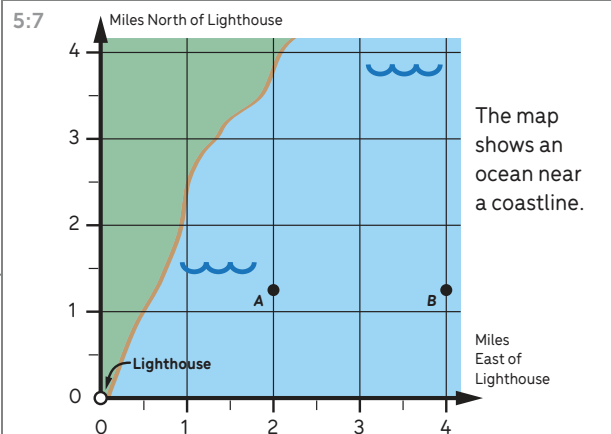 5:7
Miles North of Lighthouse
4
3
2
1
0
The map
shows an
ocean near
a coastline.
A
B
Lighthouse
Miles
East of
Lighthouse
0 1 2 3 4